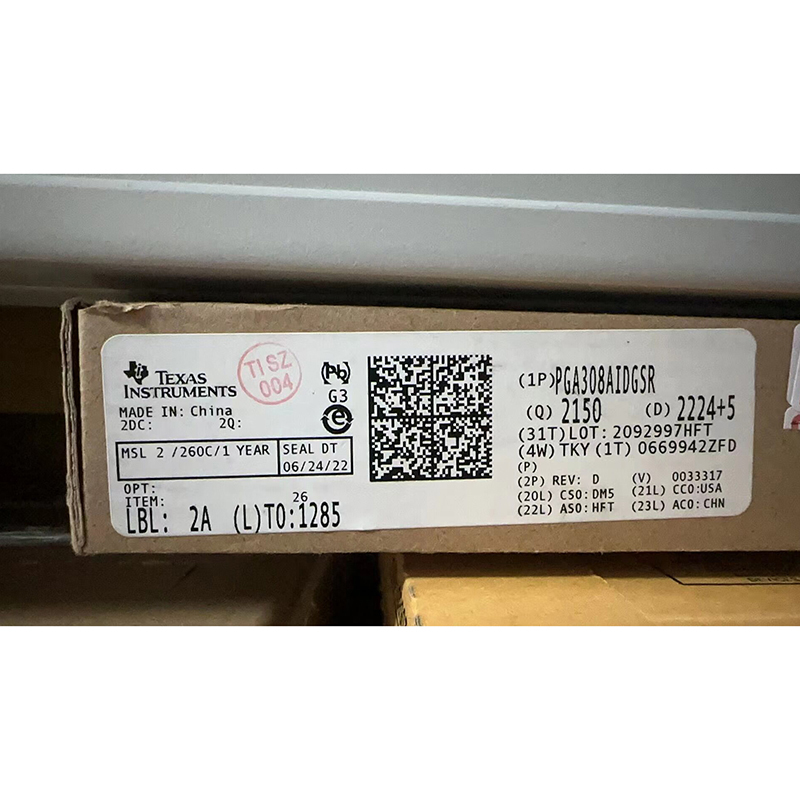 TEXAS
INSTRUMENTS
TI SZ
004
Pb
G3
e
MADE IN: China
2DC: 2Q:
MSL 2 /260C/1 YEAR
SEAL DT
06/24/22
OPT:
ITEM: 26
LBL: 2A (L)TO:1285
(1P)PGA308AIDGSR
(Q) 2150 (D) 2224+5
(31T)LOT: 2092997HFT
(4W) TKY (1T) 0669942ZFD
(P)
(2P) REV: D (V) 0033317
(20L) CSO: DM5 (21L) CCO:USA
(22L) ASO: HFT (23L) ACO: CHN